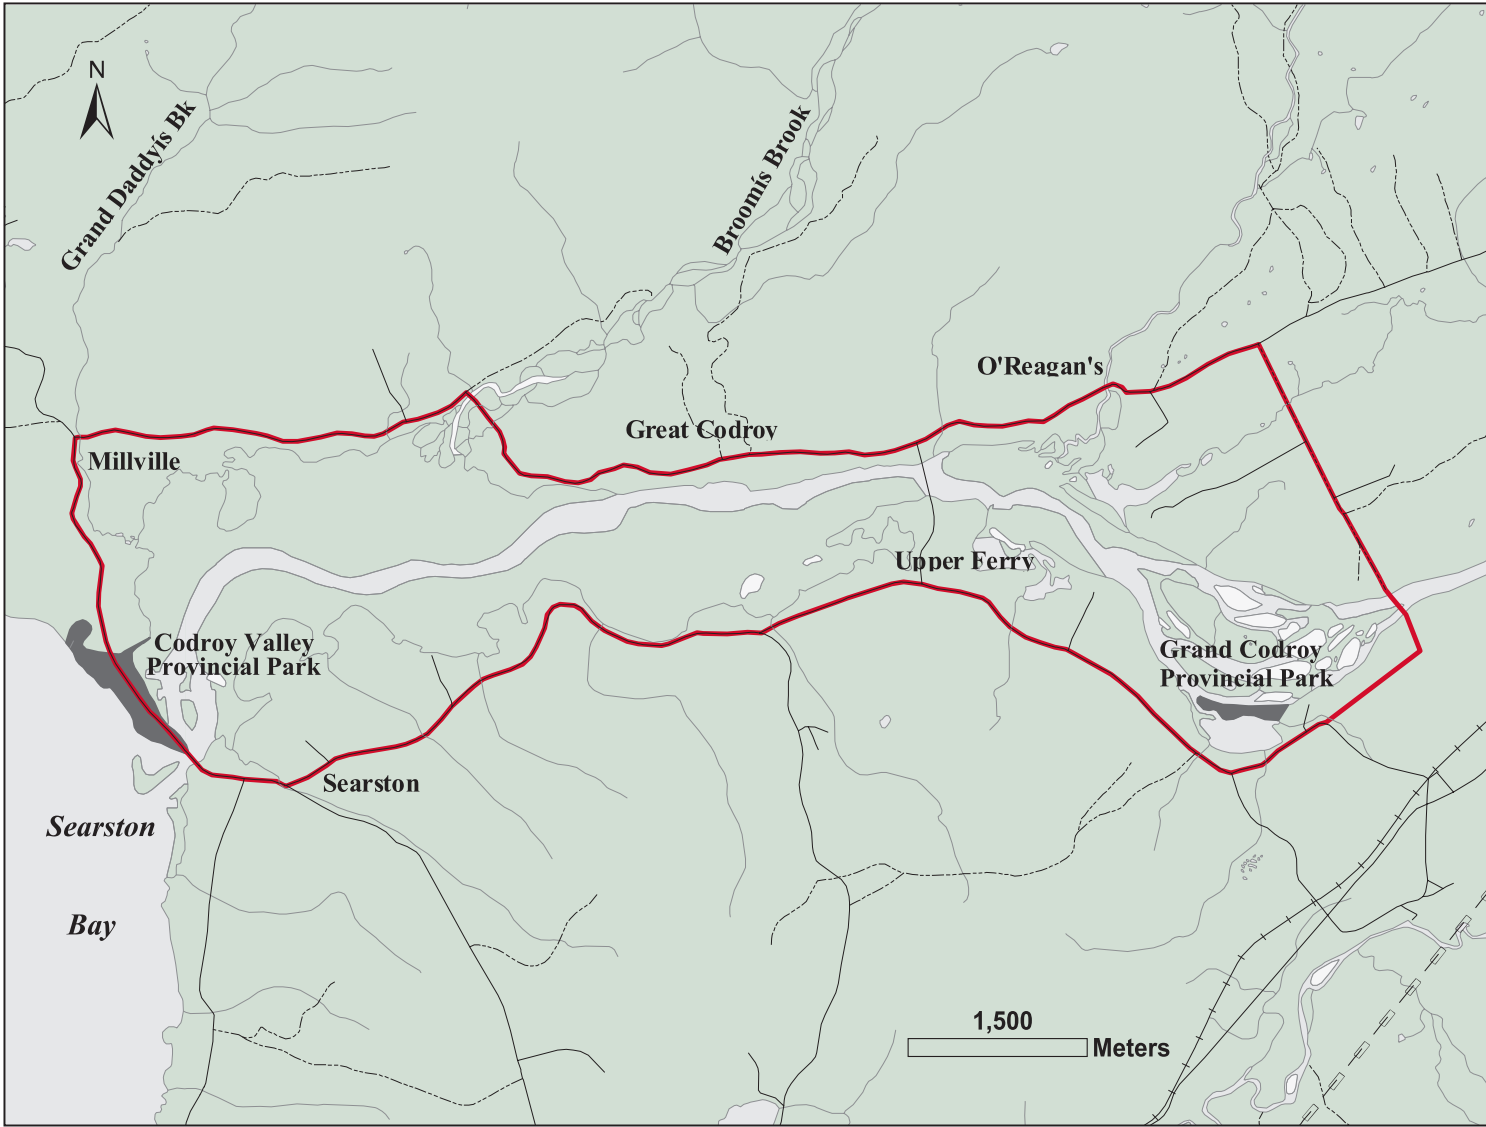 N
Grand Daddyís Bk
Broomís Brook
O'Reagan's
Great Codroy
Millville
Upper Ferry
Codroy Valley
Provincial Park
Grand Codroy
Provincial Park
Searston
Searston
Bay
1,500
Meters